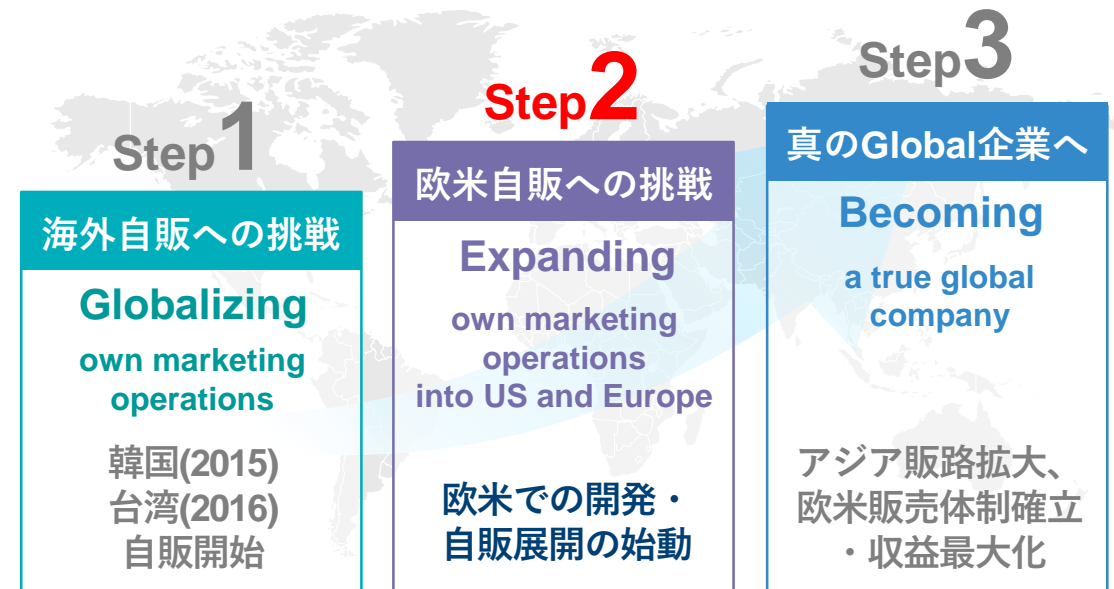 Step1
海外自販への挑戦
Globalizing
own marketing
operations
韓国(2015)
台湾(2016)
自販開始
Step2
欧米自販への挑戦
Expanding
own marketing
operations
into US and Europe
欧米での開発・
自販展開の始動
Step3
真のGlobal企業へ
Becoming
a true global
company
アジア販路拡大、
欧米販売体制確立
・収益最大化